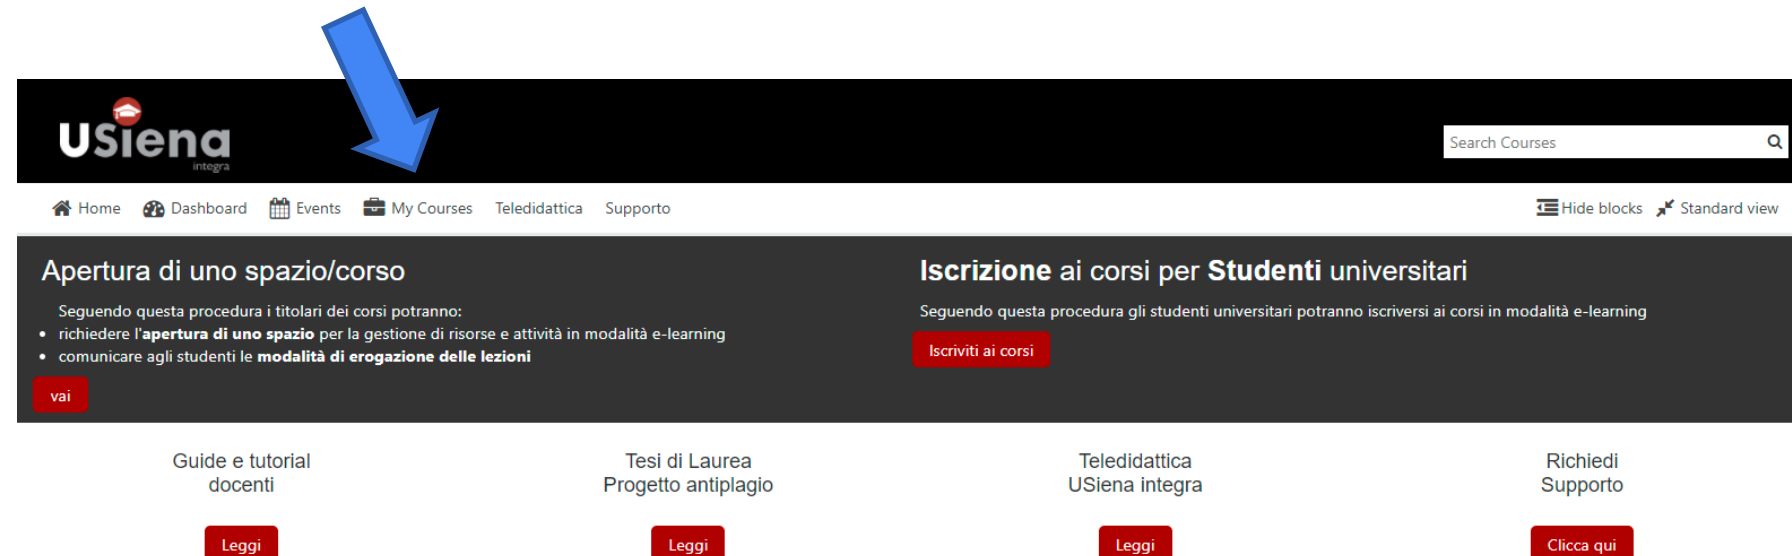 USiena
integra
Search Courses
Home Dashboard Events My Courses Teledidattica Supporto
Hide blocks Standard view
Apertura di uno spazio/corso
Seguendo questa procedura i titolari dei corsi potranno:
• richiedere l'apertura di uno spazio per la gestione di risorse e attività in modalità e-learning
• comunicare agli studenti le modalità di erogazione delle lezioni
vai
Iscrizione ai corsi per Studenti universitari
Seguendo questa procedura gli studenti universitari potranno iscriversi ai corsi in modalità e-learning
Iscriviti ai corsi
Guide e tutorial
docenti
Leggi
Tesi di Laurea
Progetto antiplagio
Leggi
Teledidattica
USiena integra
Leggi
Richiedi
Supporto
Clicca qui